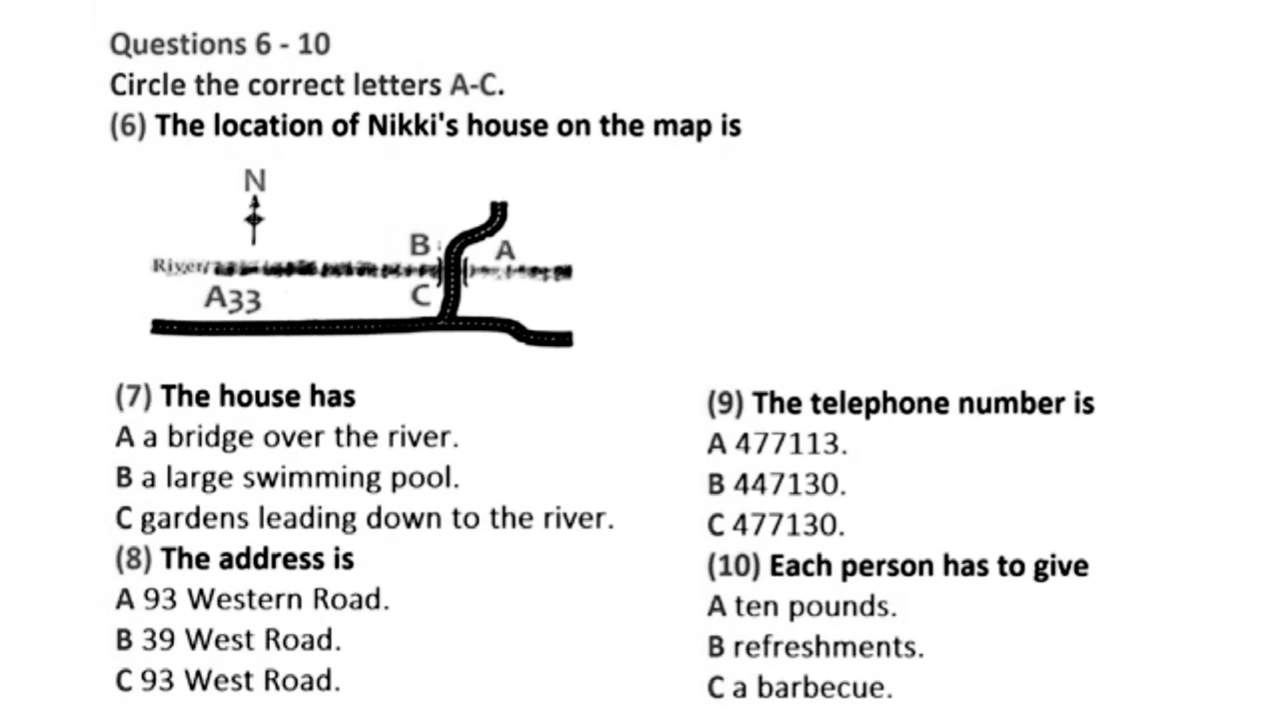 Questions 6 - 10
Circle the correct letters A-C.
(6) The location of Nikki's house on the map is
N
B
A
River
A33
C
(7) The house has
A a bridge over the river.
B a large swimming pool.
C gardens leading down to the river.
(8) The address is
A 93 Western Road.
B 39 West Road.
C 93 West Road.
(9) The telephone number is
A 477113.
B 447130.
C 477130.
(10) Each person has to give
A ten pounds.
B refreshments.
C a barbecue.